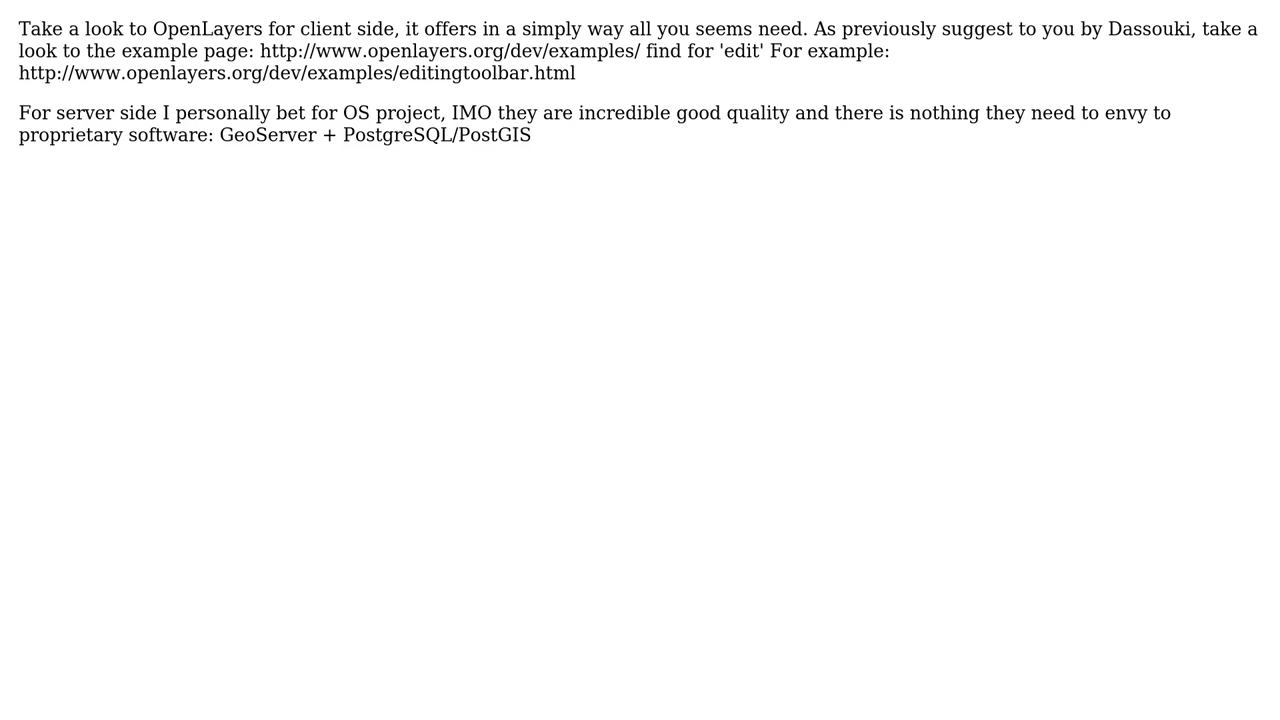 Take a look to OpenLayers for client side, it offers in a simply way all you seems need. As previously suggest to you by Dassouki, take a
look to the example page: http://www.openlayers.org/dev/examples/ find for 'edit' For example:
http://www.openlayers.org/dev/examples/editingtoolbar.html
For server side I personally bet for OS project, IMO they are incredible good quality and there is nothing they need to envy to
proprietary software: GeoServer + PostgreSQL/PostGIS